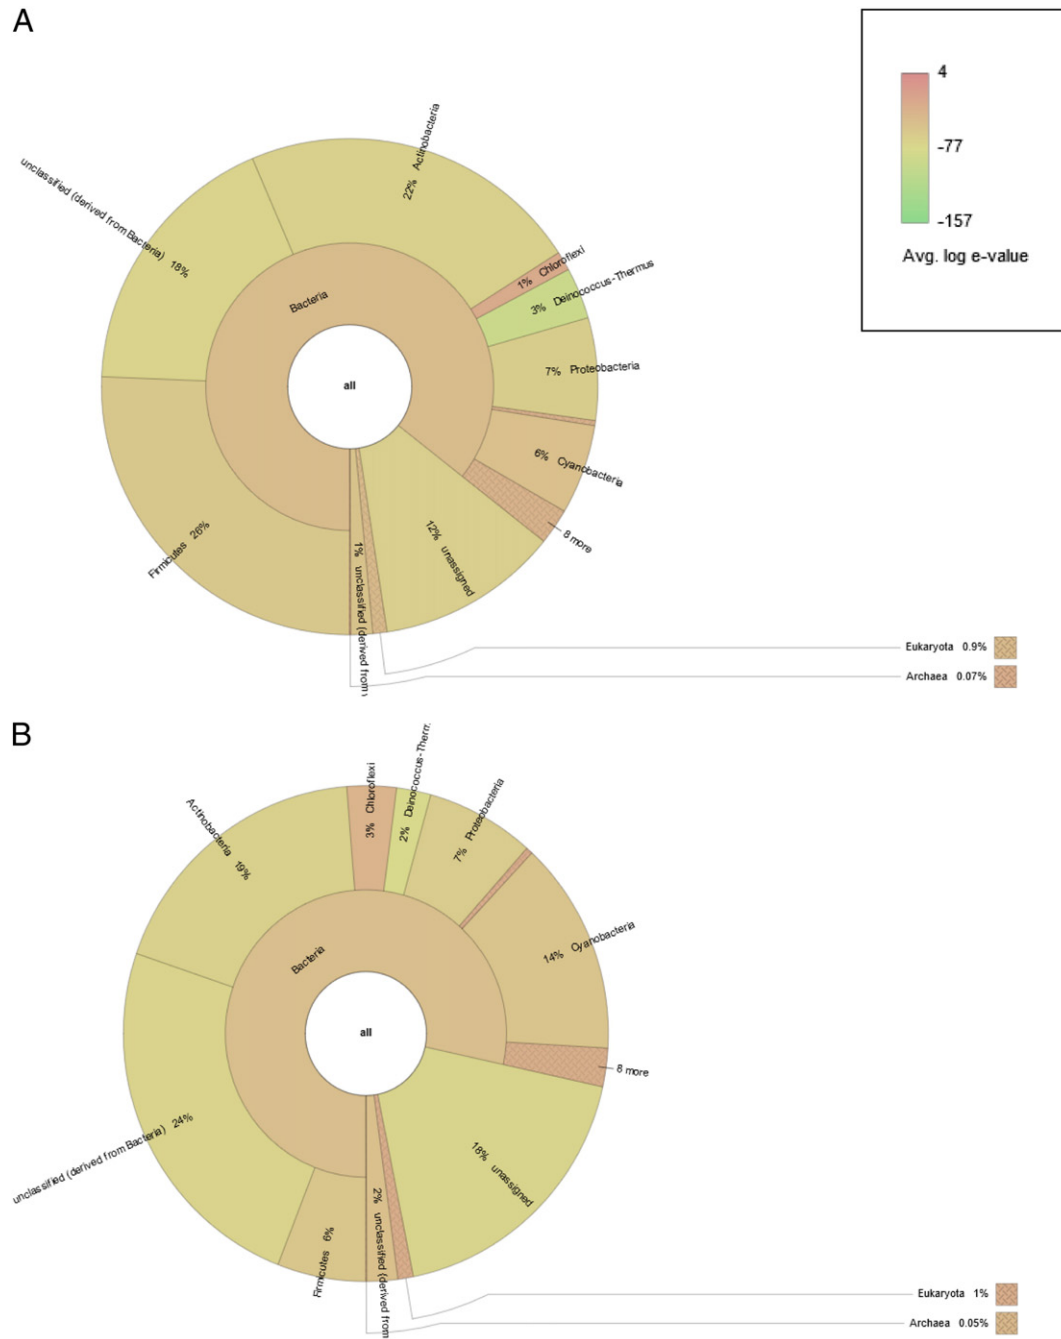 A
4
-77
-157
Avg. log e-value
22% Actinobacteria
unclassified (derived from Bacteria) 18%
Bacteria
1% Chloroflexi
3% Deinococcus-Thermus
all
7% Proteobacteria
6% Cyanobacteria
8 more
12% unassigned
Firmicutes 26%
1% unclassified (derived from
Eukaryota 0.9%
Archaea 0.07%
B
3% Chloroflexi
2% Deinococcus-Therm.
7% Proteobacteria
Actinobacteria 19%
14% Cyanobacteria
Bacteria
all
8 more
unclassified (derived from Bacteria) 24%
18% unassigned
Firmicutes 6%
2% unclassified (derived from
Eukaryota 1%
Archaea 0.05%